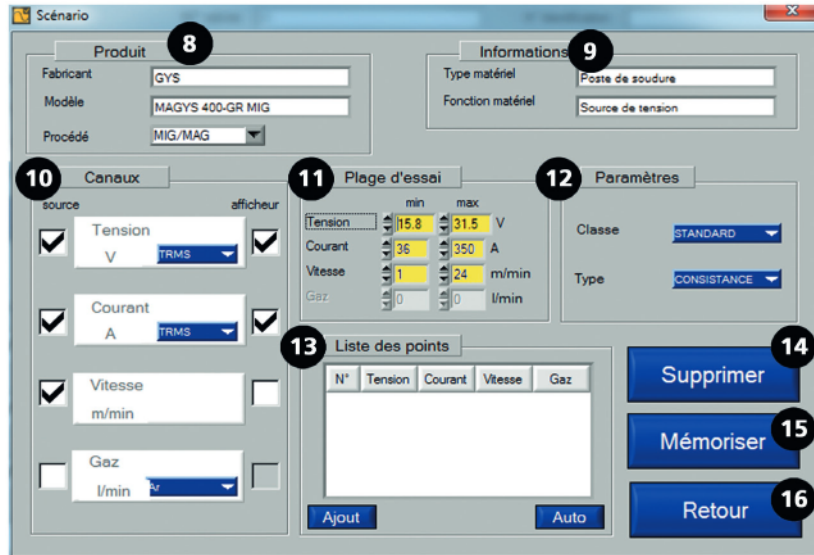 Scénario
Produit 8
Fabricant GYS
Modèle MAGYS 400-GR MIG
Procédé MIG/MAG
Informations 9
Type matériel Poste de soudure
Fonction matériel Source de tension
10 Canaux
source afficheur
Tension
V TRMS
Courant
A TRMS
Vitesse
m/min
Gaz
l/min Ar
11 Plage d'essai
min max
Tension 15.8 31.5 V
Courant 36 350 A
Vitesse 1 24 m/min
Gaz 0 0 l/min
12 Paramètres
Classe STANDARD
Type CONSISTANCE
13 Liste des points
N° Tension Courant Vitesse Gaz
Ajout Auto
Supprimer 14
Mémoriser 15
Retour 16